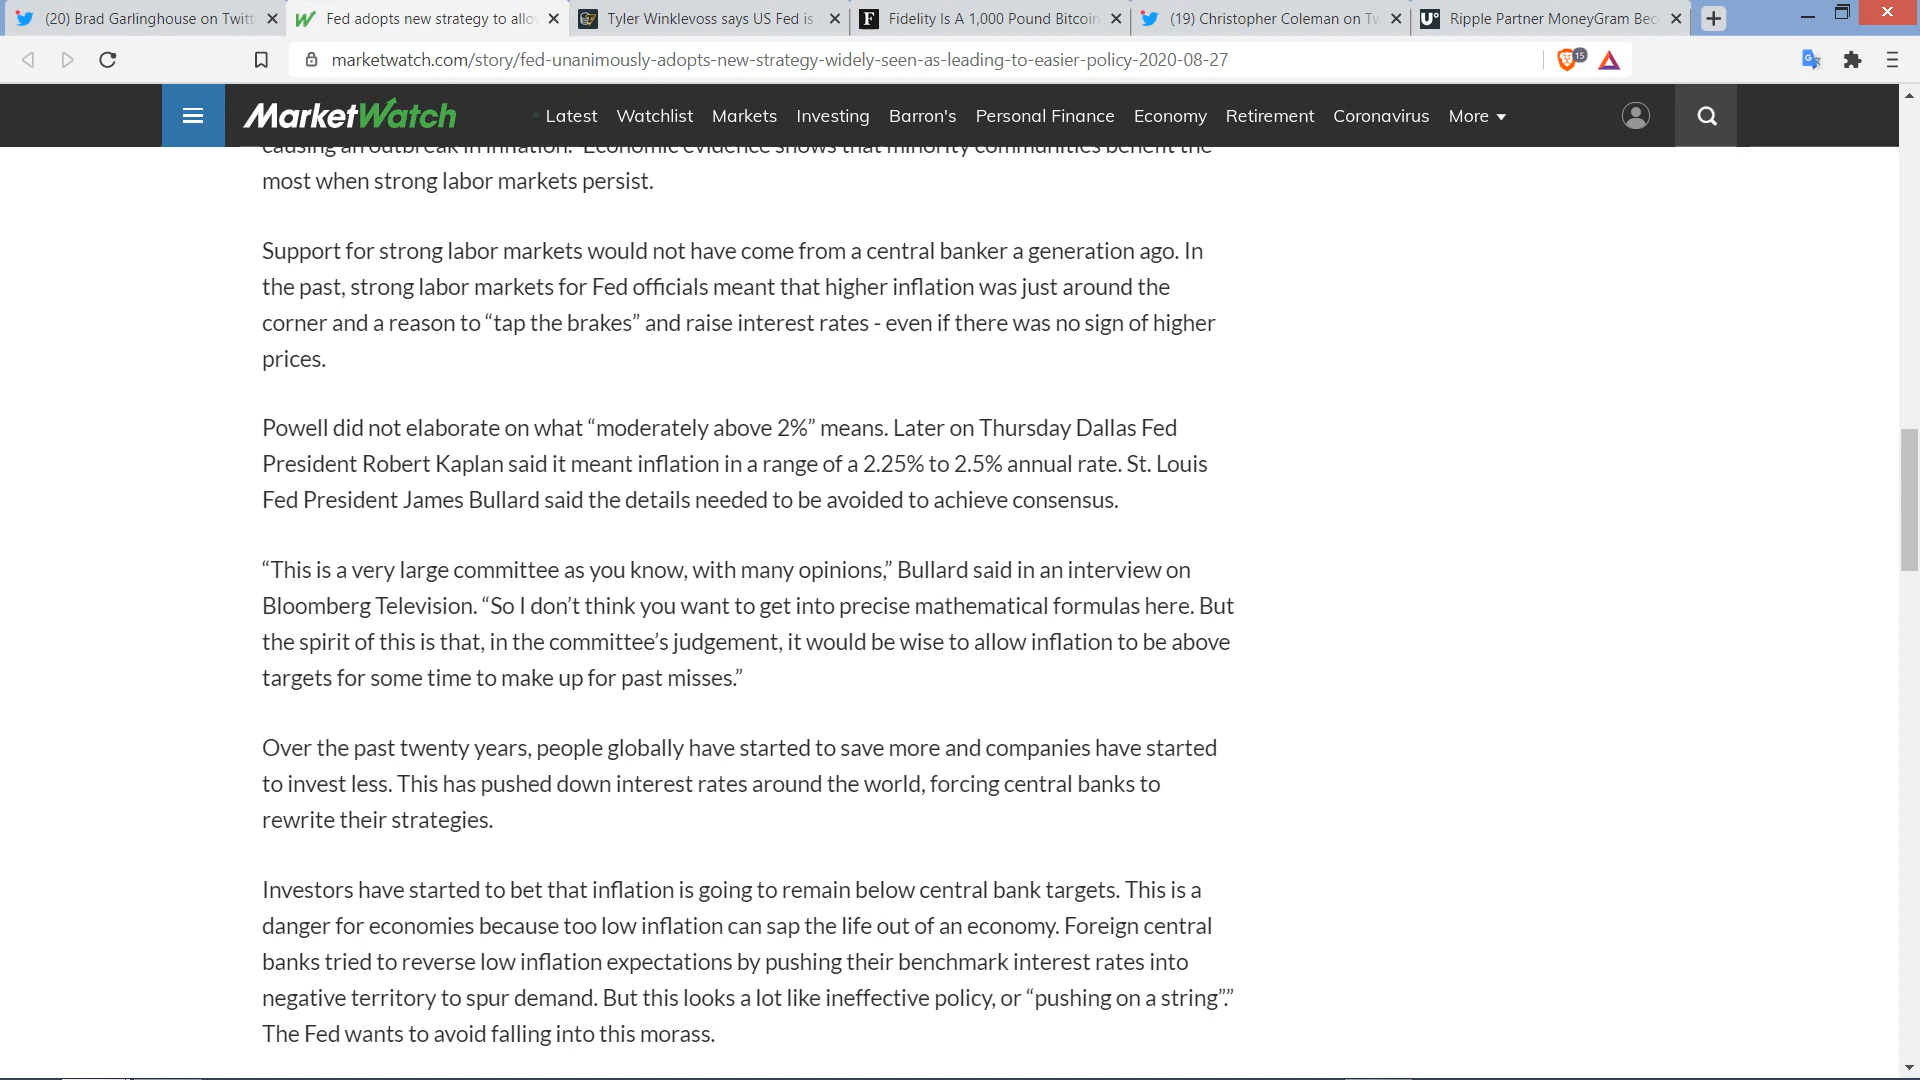 (20) Brad Garlinghouse on Twitt
Fed adopts new strategy to allo
Tyler Winklevoss says US Fed is
Fidelity Is A 1,000 Pound Bitcoin
(19) Christopher Coleman on Tw
Ripple Partner MoneyGram Bec
marketwatch.com/story/fed-unanimously-adopts-new-strategy-widely-seen-as-leading-to-easier-policy-2020-08-27
15
MarketWatch
Latest Watchlist Markets Investing Barron's Personal Finance Economy Retirement Coronavirus More
causing an outbreak in inflation. "Economic evidence shows that minority communities benefit the
most when strong labor markets persist.
Support for strong labor markets would not have come from a central banker a generation ago. In
the past, strong labor markets for Fed officials meant that higher inflation was just around the
corner and a reason to “tap the brakes” and raise interest rates - even if there was no sign of higher
prices.
Powell did not elaborate on what “moderately above 2%” means. Later on Thursday Dallas Fed
President Robert Kaplan said it meant inflation in a range of a 2.25% to 2.5% annual rate. St. Louis
Fed President James Bullard said the details needed to be avoided to achieve consensus.
“This is a very large committee as you know, with many opinions,” Bullard said in an interview on
Bloomberg Television. “So I don’t think you want to get into precise mathematical formulas here. But
the spirit of this is that, in the committee’s judgement, it would be wise to allow inflation to be above
targets for some time to make up for past misses.”
Over the past twenty years, people globally have started to save more and companies have started
to invest less. This has pushed down interest rates around the world, forcing central banks to
rewrite their strategies.
Investors have started to bet that inflation is going to remain below central bank targets. This is a
danger for economies because too low inflation can sap the life out of an economy. Foreign central
banks tried to reverse low inflation expectations by pushing their benchmark interest rates into
negative territory to spur demand. But this looks a lot like ineffective policy, or “pushing on a string”.”
The Fed wants to avoid falling into this morass.